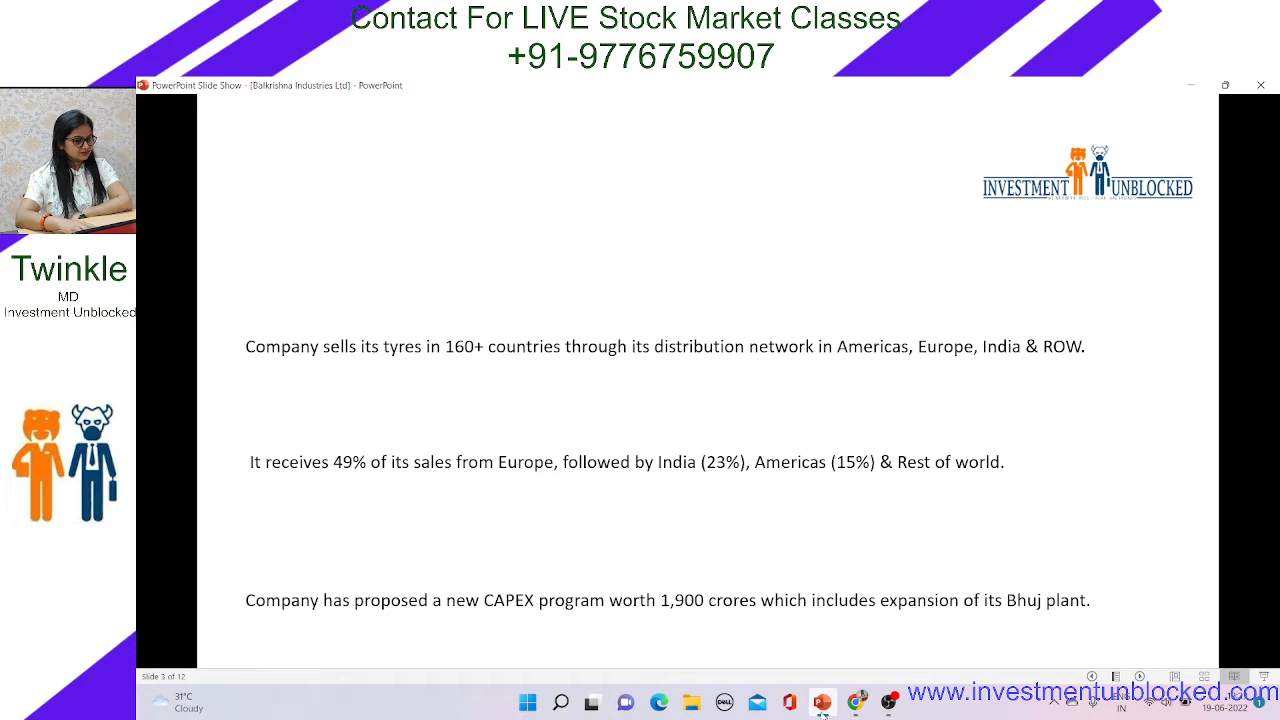 Contact For LIVE Stock Market Classes
+91-9776759907
PowerPoint Slide Show - [Balkrishna Industries Ltd] - PowerPoint
INVESTMENT UNBLOCKED
Twinkle
MD
Investment Unblocked
Company sells its tyres in 160+ countries through its distribution network in Americas, Europe, India & ROW.
It receives 49% of its sales from Europe, followed by India (23%), Americas (15%) & Rest of world.
Company has proposed a new CAPEX program worth 1,900 crores which includes expansion of its Bhuj plant.
Slide 3 of 12
31°C
Cloudy
DELL
www.investmentunblocked.com
IN
19-06-2022
1